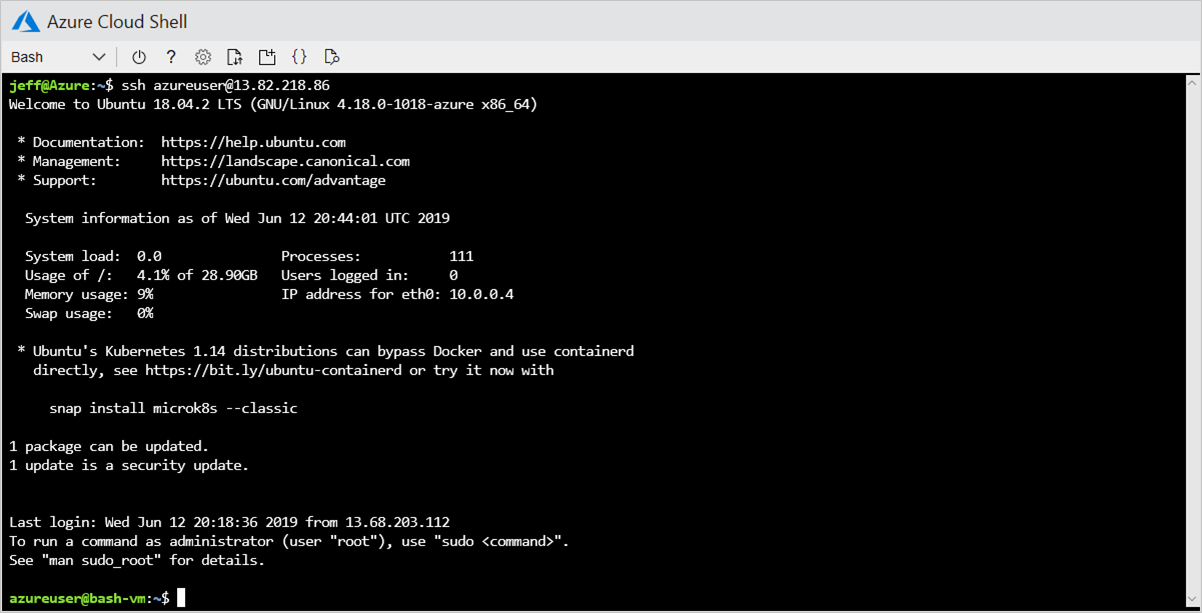 Azure Cloud Shell
Bash ? {}
jeff@Azure:~$ ssh azureuser@13.82.218.86
Welcome to Ubuntu 18.04.2 LTS (GNU/Linux 4.18.0-1018-azure x86_64)
* Documentation:  https://help.ubuntu.com
* Management:     https://landscape.canonical.com
* Support:        https://ubuntu.com/advantage
System information as of Wed Jun 12 20:44:01 UTC 2019
System load:  0.0               Processes:           111
Usage of /:   4.1% of 28.90GB   Users logged in:     0
Memory usage: 9%                IP address for eth0: 10.0.0.4
Swap usage:   0%
* Ubuntu's Kubernetes 1.14 distributions can bypass Docker and use containerd
directly, see https://bit.ly/ubuntu-containerd or try it now with
snap install microk8s --classic
1 package can be updated.
1 update is a security update.
Last login: Wed Jun 12 20:18:36 2019 from 13.68.203.112
To run a command as administrator (user "root"), use "sudo <command>".
See "man sudo_root" for details.
azureuser@bash-vm:~$